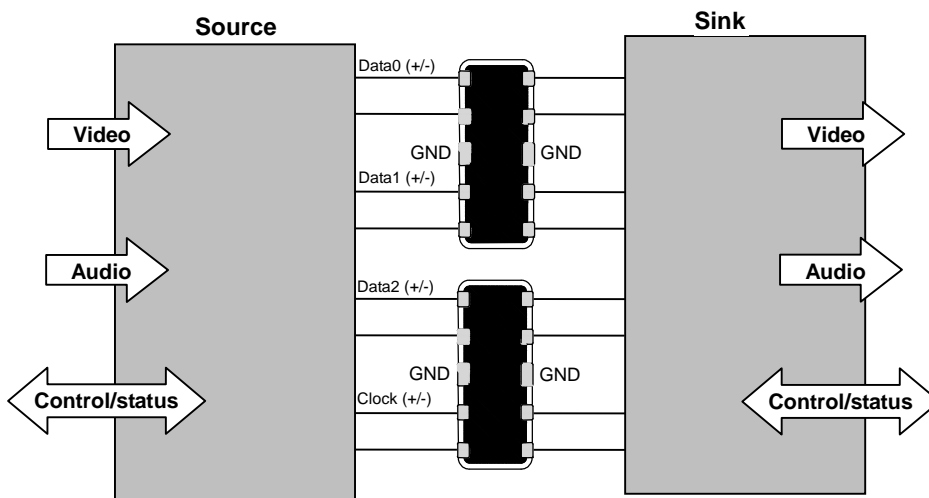 Source
Sink
Data0 (+/-)
Video
Video
GND
GND
Data1 (+/-)
Audio
Audio
Data2 (+/-)
GND
GND
Control/status
Clock (+/-)
Control/status